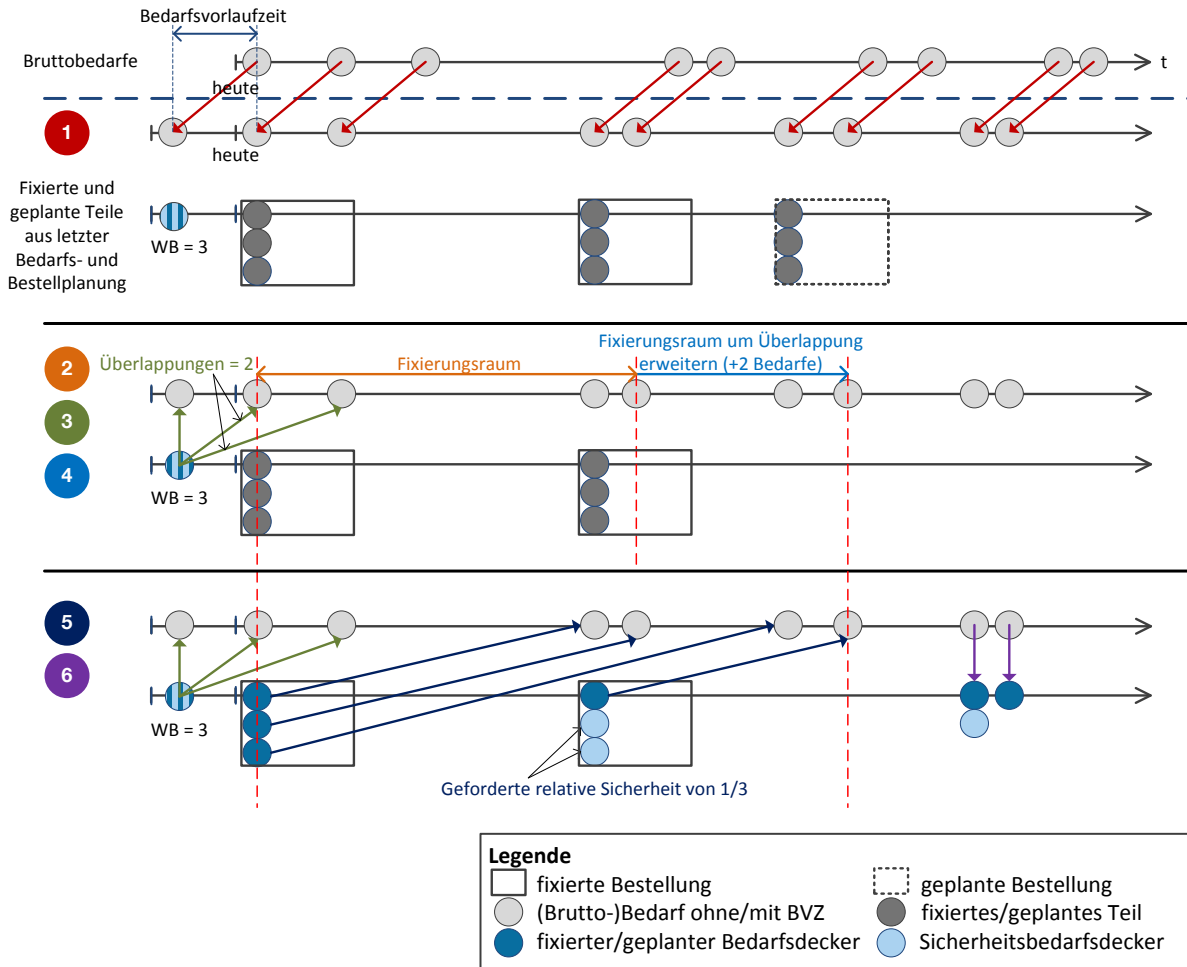 Bedarfsvorlaufzeit
Bruttobedarfe
t
heute
1
heute
Fixierte und
geplante Teile
aus letzter
Bedarfs- und
Bestellplanung
WB = 3
2
Überlappungen = 2
Fixierungsraum
Fixierungsraum um Überlappung
erweitern (+2 Bedarfe)
3
4
WB = 3
5
6
WB = 3
Geforderte relative Sicherheit von 1/3
Legende
fixierte Bestellung
geplante Bestellung
(Brutto-)Bedarf ohne/mit BVZ
fixiertes/geplantes Teil
fixierter/geplanter Bedarfsdecker
Sicherheitsbedarfsdecker